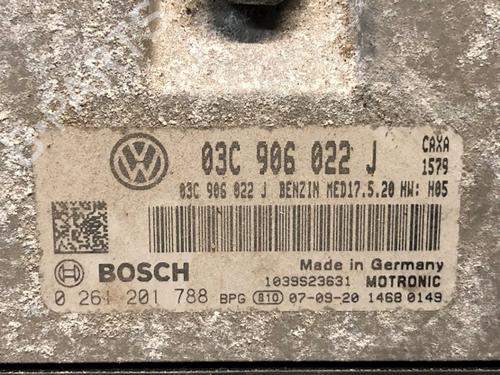 03C 906 022 J CAXA
1579
03C 906 022 J BENZIN MED17.5.20 HW: H05
BOSCH Made in Germany
1039S23631 MOTRONIC
0 261 201 788 BPG 810 07-09-20 1468 0149